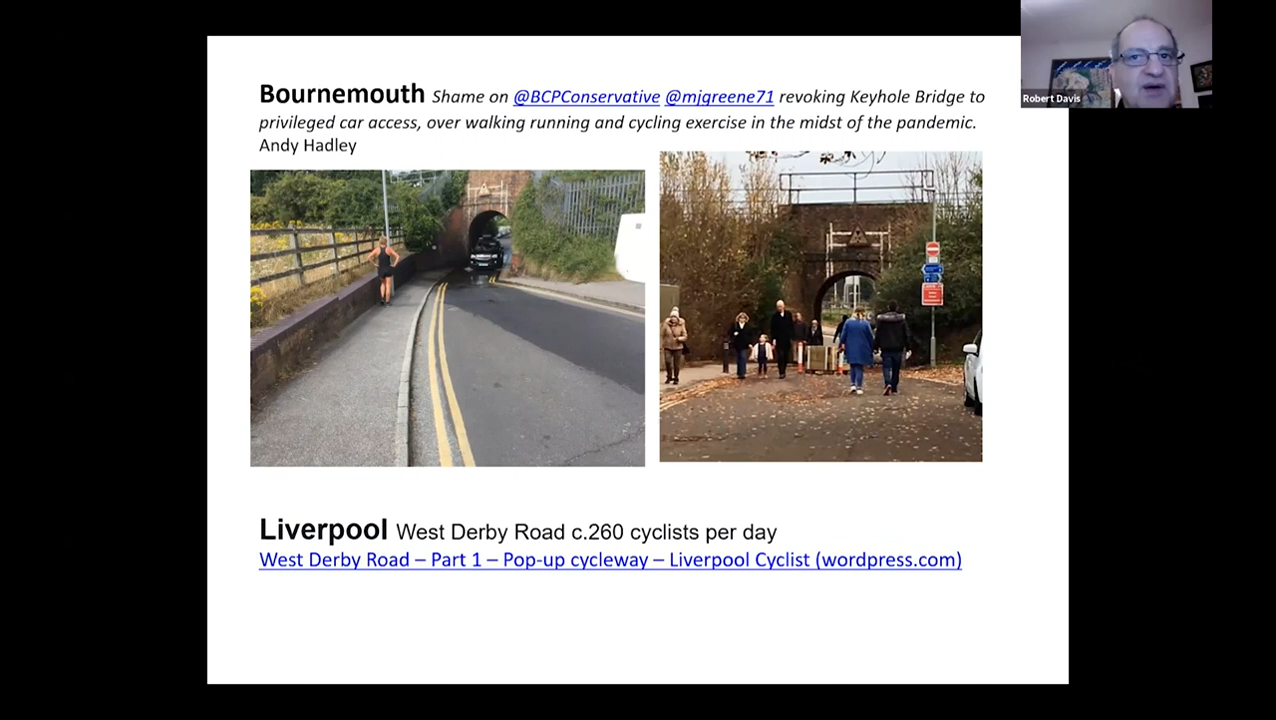 Bournemouth Shame on @BCPConservative @mjgreene71 revoking Keyhole Bridge to
privileged car access, over walking running and cycling exercise in the midst of the pandemic.
Andy Hadley
Robert Davis
Liverpool West Derby Road c.260 cyclists per day
West Derby Road – Part 1 – Pop-up cycleway – Liverpool Cyclist (wordpress.com)